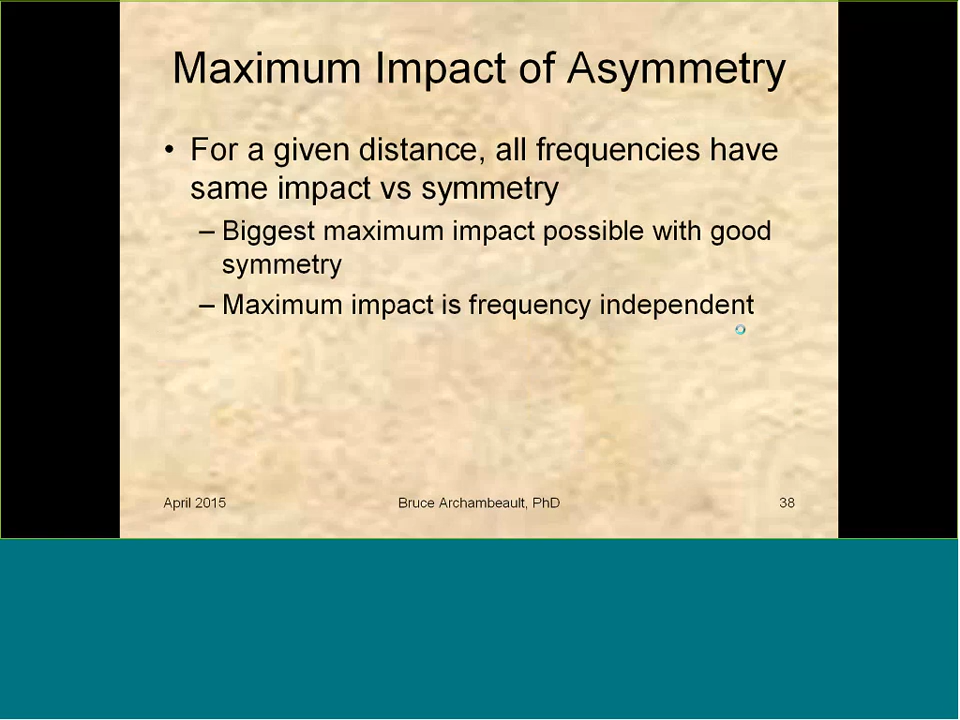 Maximum Impact of Asymmetry
• For a given distance, all frequencies have
same impact vs symmetry
– Biggest maximum impact possible with good
symmetry
– Maximum impact is frequency independent
April 2015 Bruce Archambeault, PhD 38